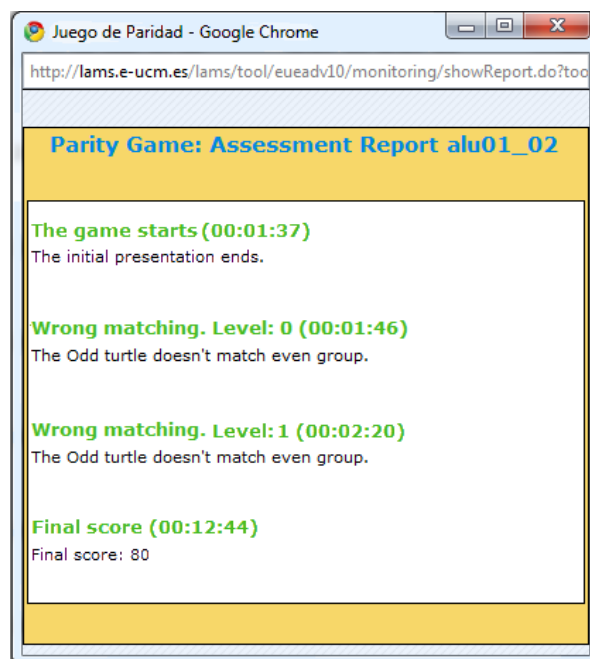 Juego de Paridad - Google Chrome
http://lams.e-ucm.es/lams/tool/eueadv10/monitoring/showReport.do?too
Parity Game: Assessment Report alu01_02
The game starts (00:01:37)
The initial presentation ends.
Wrong matching. Level: 0 (00:01:46)
The Odd turtle doesn't match even group.
Wrong matching. Level: 1 (00:02:20)
The Odd turtle doesn't match even group.
Final score (00:12:44)
Final score: 80